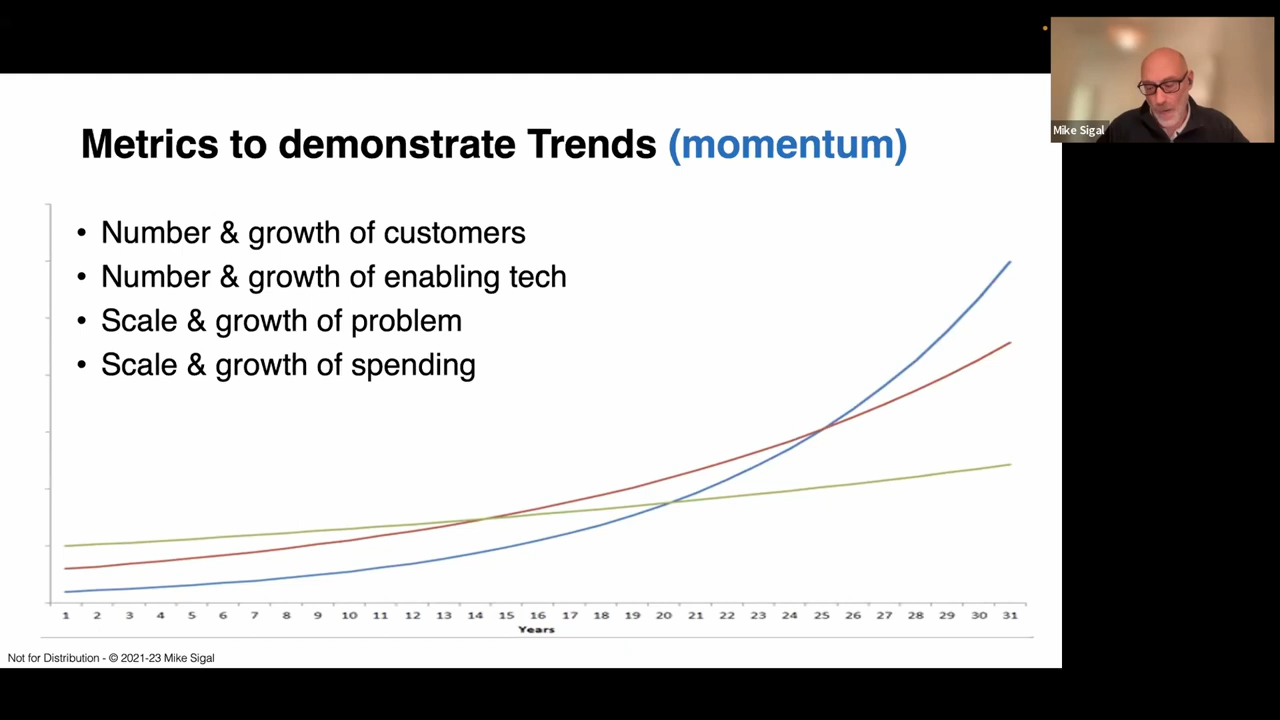 Metrics to demonstrate Trends (momentum)
• Number & growth of customers
• Number & growth of enabling tech
• Scale & growth of problem
• Scale & growth of spending
1 2 3 4 5 6 7 8 9 10 11 12 13 14 15 16 17 18 19 20 21 22 23 24 25 26 27 28 29 30 31
Years
Not for Distribution - © 2021-23 Mike Sigal
Mike Sigal